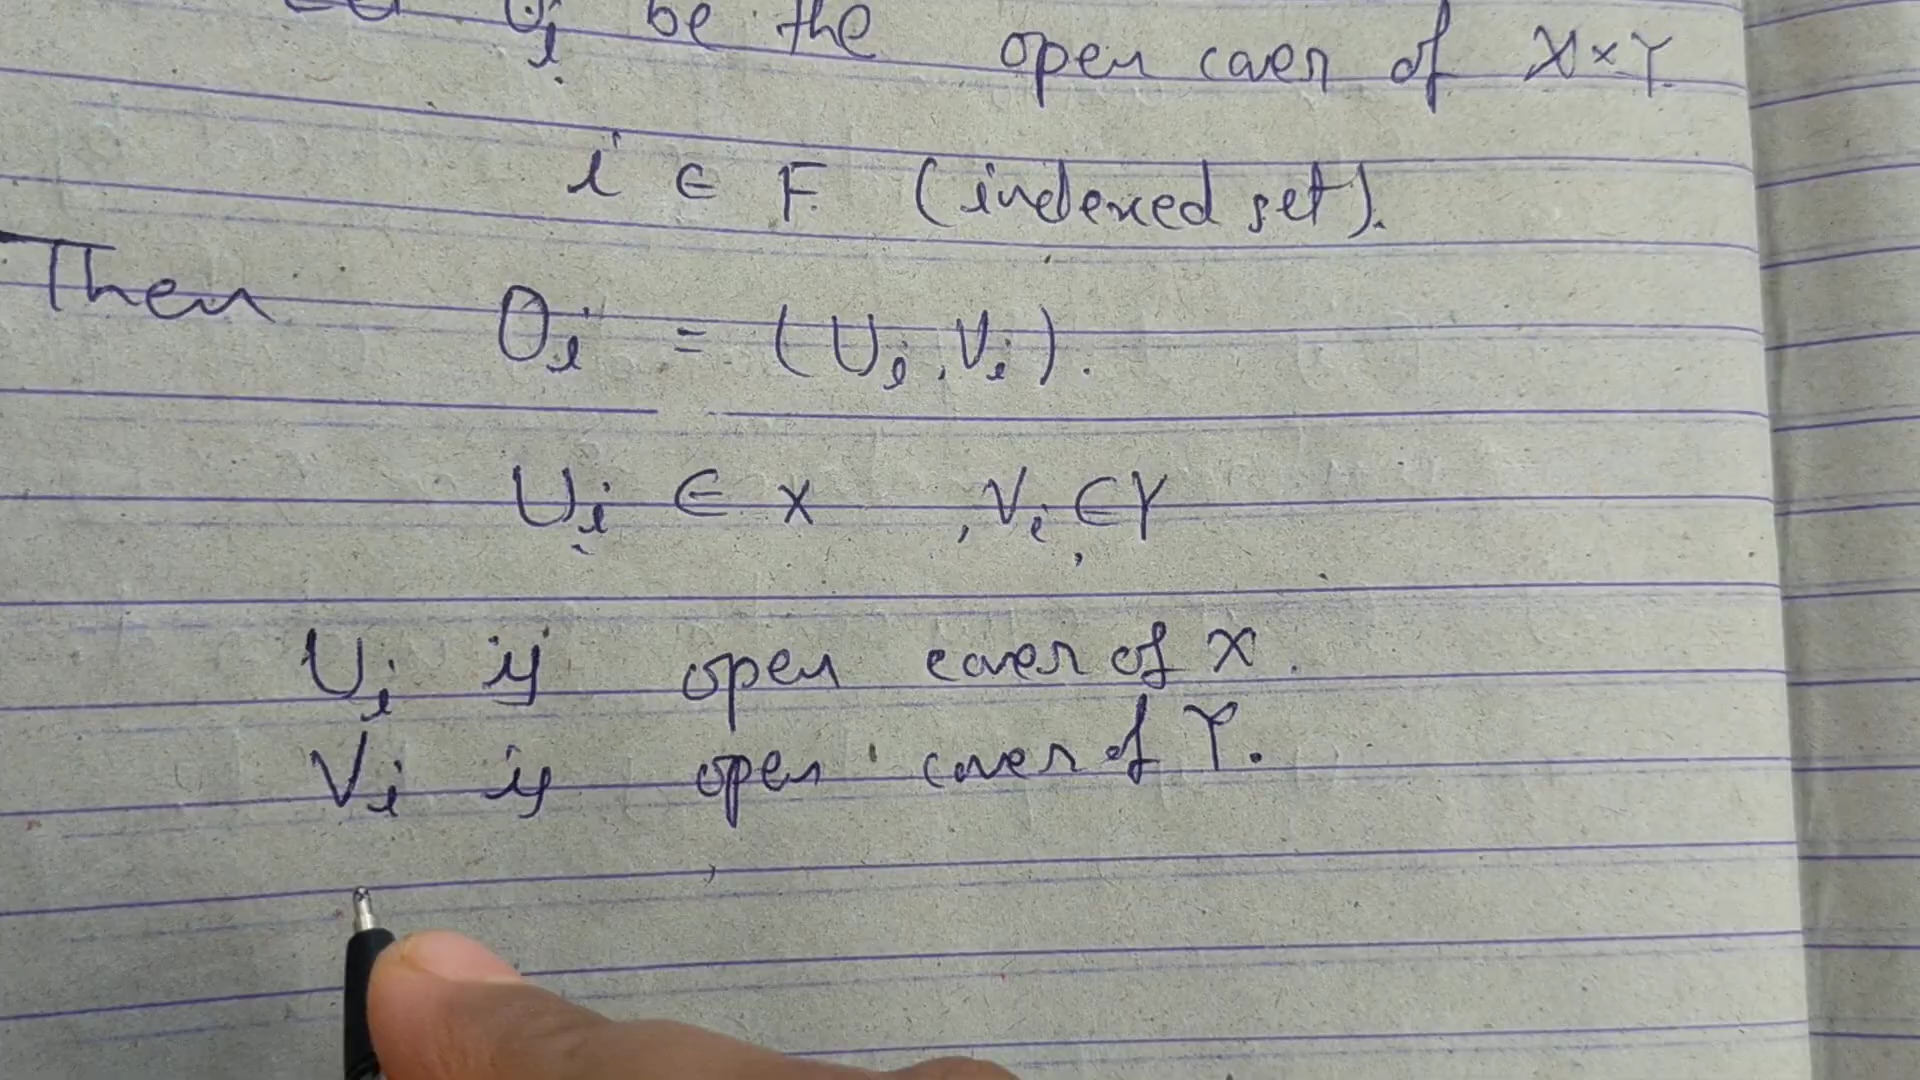 O_i be the open cover of X×Y
i ∈ F (indexed set).
Then O_i = (U_i, V_i).
U_i ∈ X , V_i ∈ Y
U_i is open cover of X.
V_i is open cover of Y.